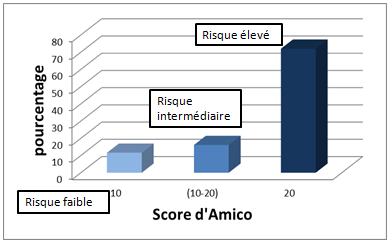 Risque élevé
Risque
intermédiaire
Risque faible
pourcentage
80
70
60
50
40
30
20
10
0
10
(10-20)
20
Score d'Amico